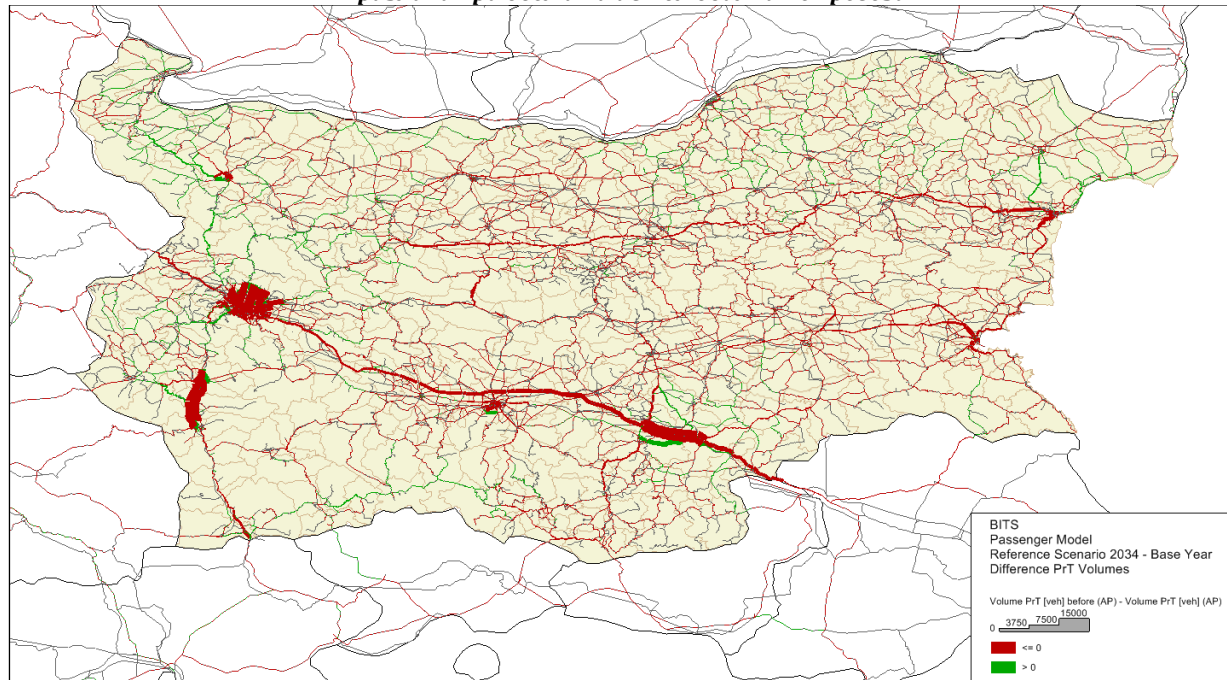 BITS
Passenger Model
Reference Scenario 2034 - Base Year
Difference PrT Volumes
Volume PrT [veh] before (AP) - Volume PrT [veh] (AP)
0 3750 7500 15000
<= 0
> 0